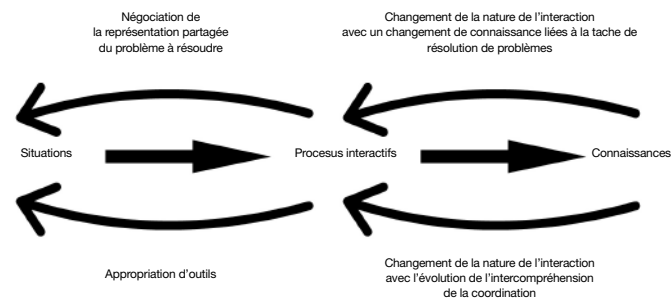 Négociation de
la représentation partagée
du problème à résoudre
Changement de la nature de l'interaction
avec un changement de connaissance liées à la tache de
résolution de problèmes
Situations
Procesus interactifs
Connaissances
Appropriation d'outils
Changement de la nature de l'interaction
avec l'évolution de l'intercompréhension
de la coordination